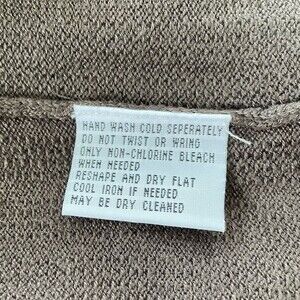 HAND WASH COLD SEPERATELY
DO NOT TWIST OR WRING
ONLY NON-CHLORINE BLEACH
WHEN NEEDED
RESHAPE AND DRY FLAT
COOL IRON IF NEEDED
MAY BE DRY CLEANED